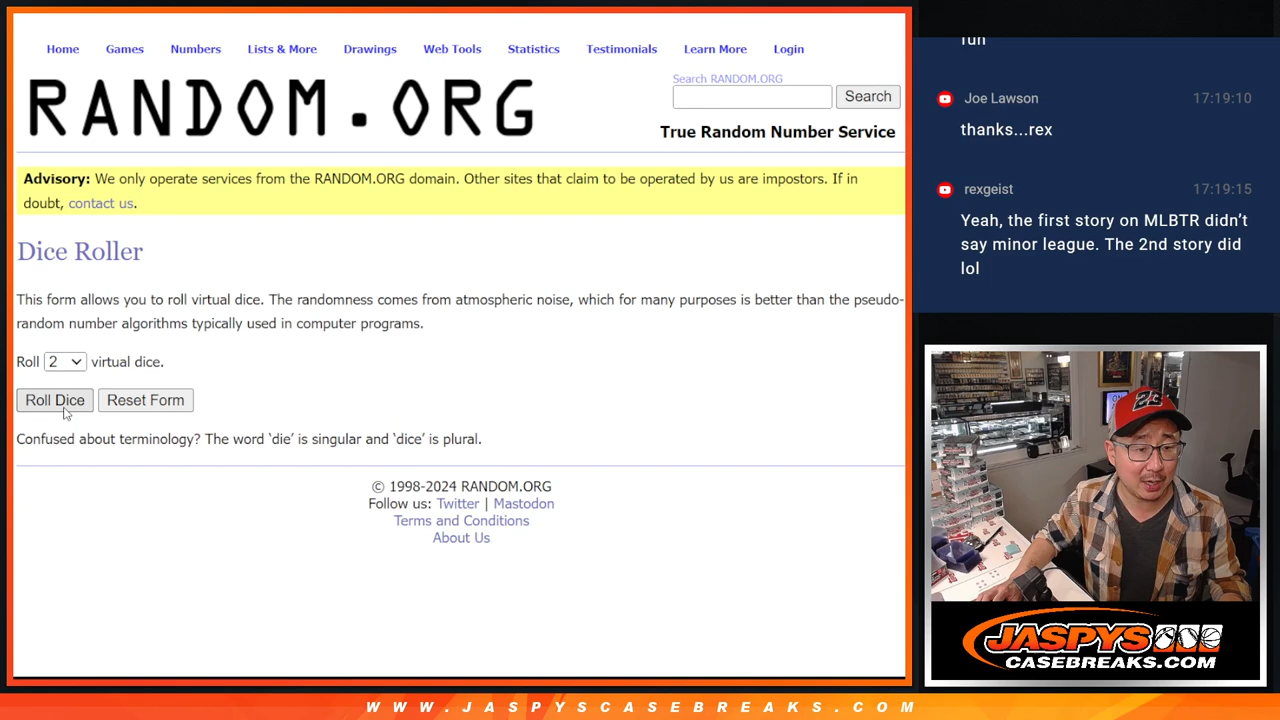 Home Games Numbers Lists & More Drawings Web Tools Statistics Testimonials Learn More Login
RANDOM.ORG
Search RANDOM.ORG
Search
True Random Number Service
Advisory: We only operate services from the RANDOM.ORG domain. Other sites that claim to be operated by us are impostors. If in
doubt, contact us.
Dice Roller
This form allows you to roll virtual dice. The randomness comes from atmospheric noise, which for many purposes is better than the pseudo-
random number algorithms typically used in computer programs.
Roll 2 virtual dice.
Roll Dice Reset Form
Confused about terminology? The word ‘die’ is singular and ‘dice’ is plural.
© 1998-2024 RANDOM.ORG
Follow us: Twitter | Mastodon
Terms and Conditions
About Us
Joe Lawson 17:19:10
thanks...rex
rexgeist 17:19:15
Yeah, the first story on MLBTR didn’t
say minor league. The 2nd story did
lol
23
JASPYS
CASEBREAKS.COM
WWW.JASPYSCASEBREAKS.COM